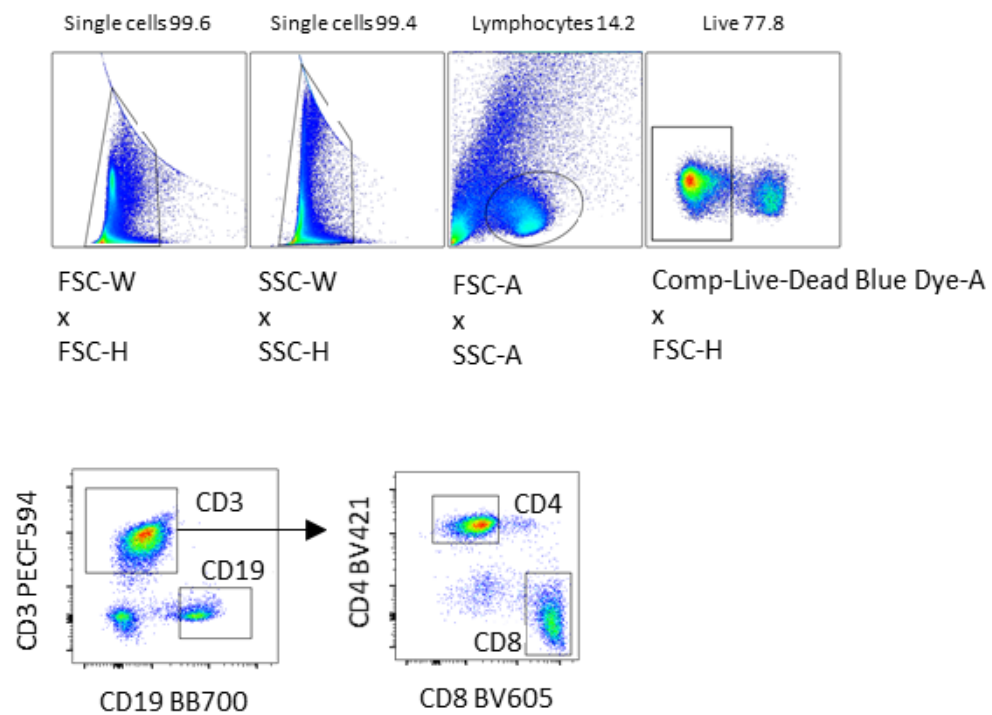 Single cells 99.6
Single cells 99.4
Lymphocytes 14.2
Live 77.8
FSC-W
x
FSC-H
SSC-W
x
SSC-H
FSC-A
x
SSC-A
Comp-Live-Dead Blue Dye-A
x
FSC-H
CD3 PECF594
CD3
CD19
CD19 BB700
CD4 BV421
CD4
CD8
CD8 BV605